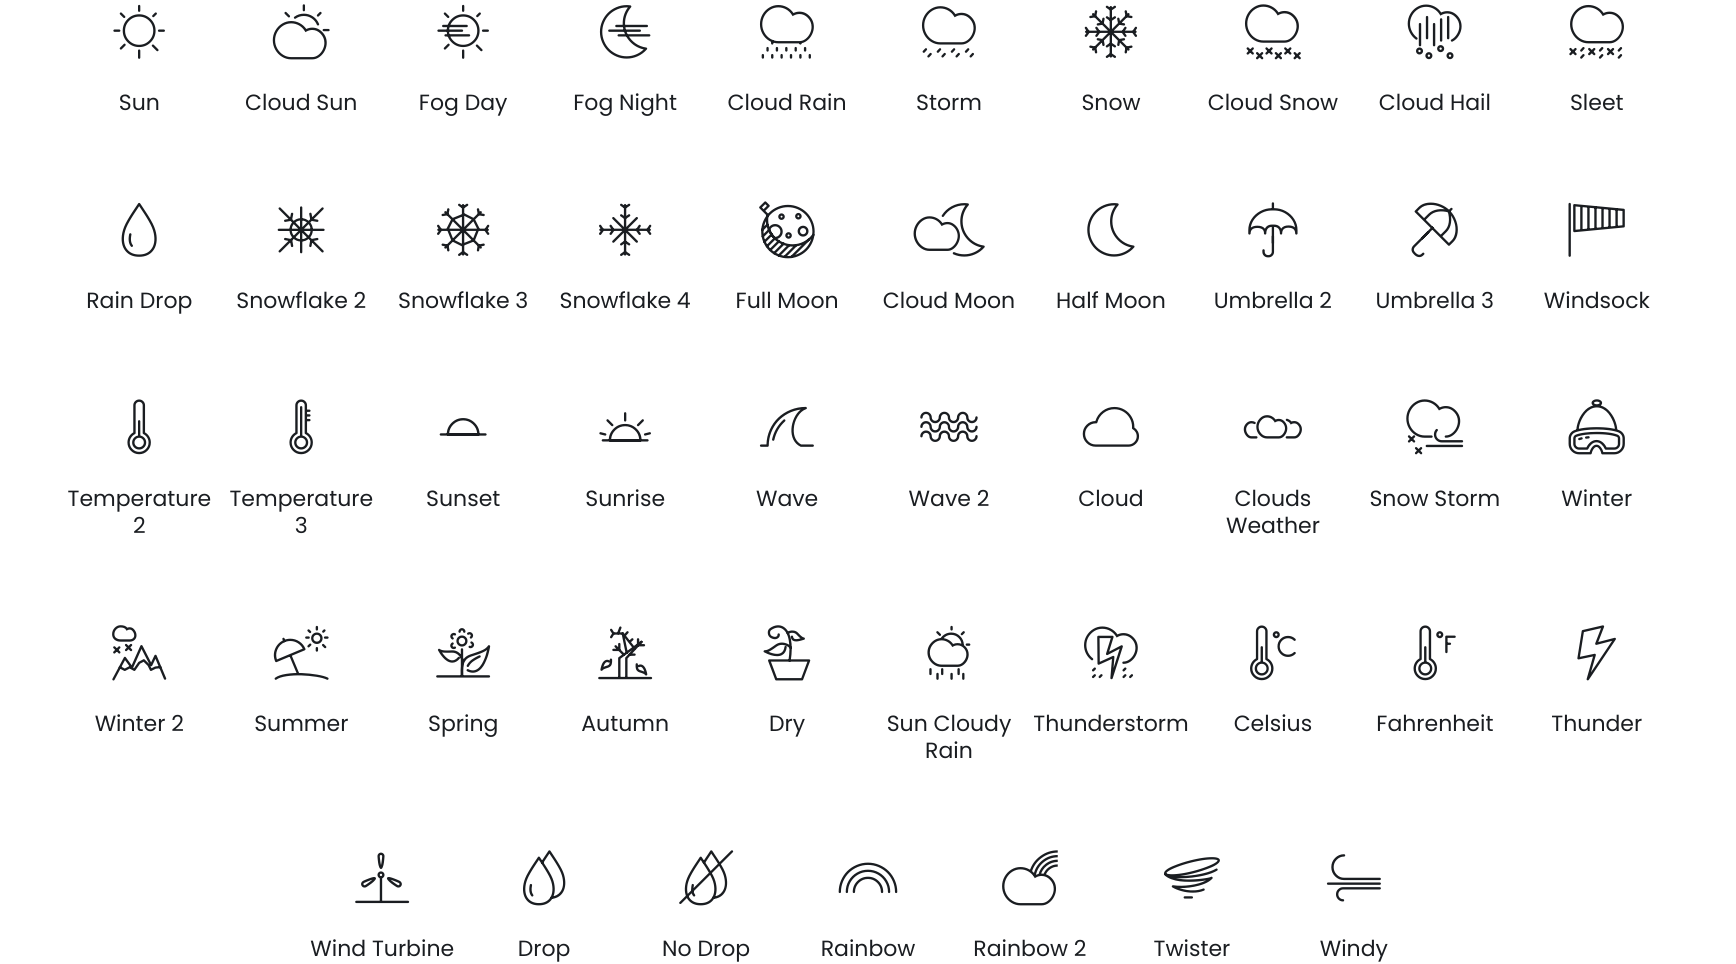 Sun
Cloud Sun
Fog Day
Fog Night
Cloud Rain
Storm
Snow
Cloud Snow
Cloud Hail
Sleet
Rain Drop
Snowflake 2
Snowflake 3
Snowflake 4
Full Moon
Cloud Moon
Half Moon
Umbrella 2
Umbrella 3
Windsock
Temperature
2
Temperature
3
Sunset
Sunrise
Wave
Wave 2
Cloud
Clouds
Weather
Snow Storm
Winter
Winter 2
Summer
Spring
Autumn
Dry
Sun Cloudy
Rain
Thunderstorm
Celsius
C
Fahrenheit
F
Thunder
Wind Turbine
Drop
No Drop
Rainbow
Rainbow 2
Twister
Windy